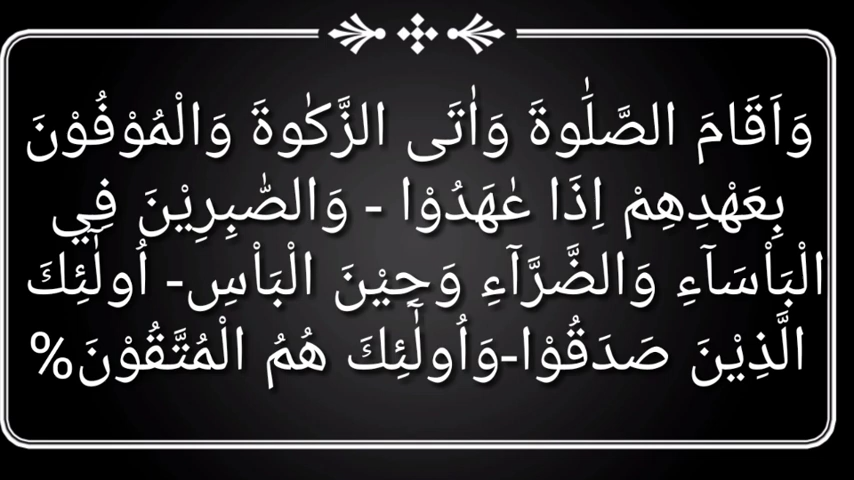 وَاَقَامَ الصَّلٰوةَ وَاٰتَى الزَّكٰوةَ وَالْمُوْفُوْنَ
بِعَهْدِهِمْ اِذَا عٰهَدُوْا - وَالصّٰبِرِيْنَ فِي
الْبَاْسَآءِ وَالضَّرَّآءِ وَحِيْنَ الْبَاْسِ- اُولٰٓئِكَ
الَّذِيْنَ صَدَقُوْا-وَاُولٰٓئِكَ هُمُ الْمُتَّقُوْنَ%